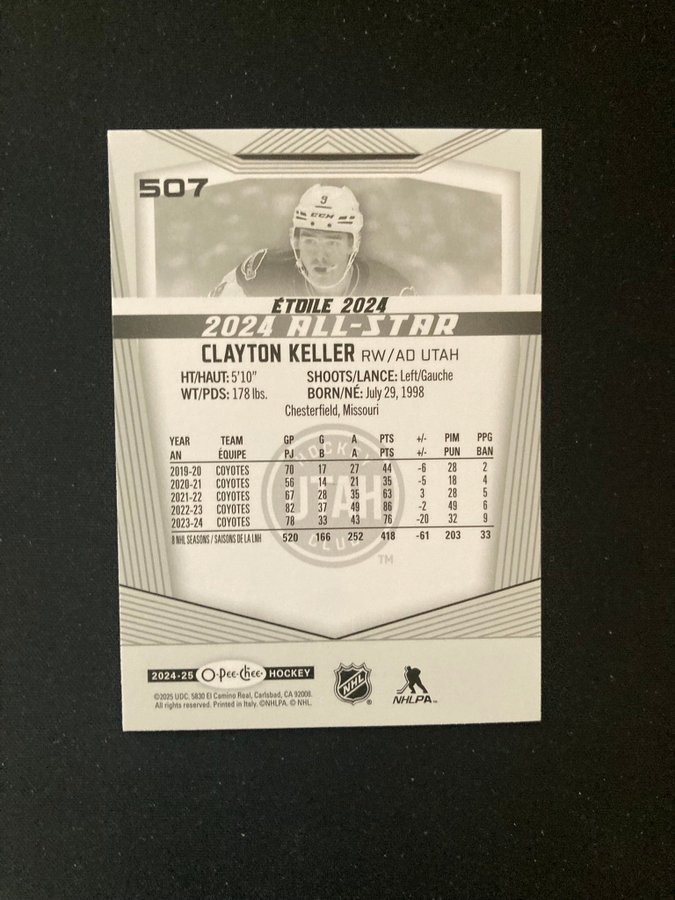 507
9
CCM
ÉTOILE 2024
2024 ALL-STAR
CLAYTON KELLER RW/AD UTAH
HT/HAUT: 5'10" SHOOTS/LANCE: Left/Gauche
WT/PDS: 178 lbs. BORN/NÉ: July 29, 1998
Chesterfield, Missouri
YEAR TEAM GP G A PTS +/- PIM PPG
AN ÉQUIPE PJ B A PTS +/- PUN BAN
2019-20 COYOTES 70 17 27 44 -6 28 2
2020-21 COYOTES 56 14 21 35 -5 18 4
2021-22 COYOTES 67 28 35 63 3 28 5
2022-23 COYOTES 82 37 49 86 -2 49 6
2023-24 COYOTES 78 33 43 76 -20 32 9
8 NHL SEASONS / SAISONS DE LA LNH 520 166 252 418 -61 203 33
HOCKEY
UTAH
CLUB
TM
2024-25 O-Pee-Chee HOCKEY
NHL
®
NHLPA™
©2025 UDC. 5830 El Camino Real, Carlsbad, CA 92008.
All rights reserved. Printed in Italy. ©NHLPA. © NHL.